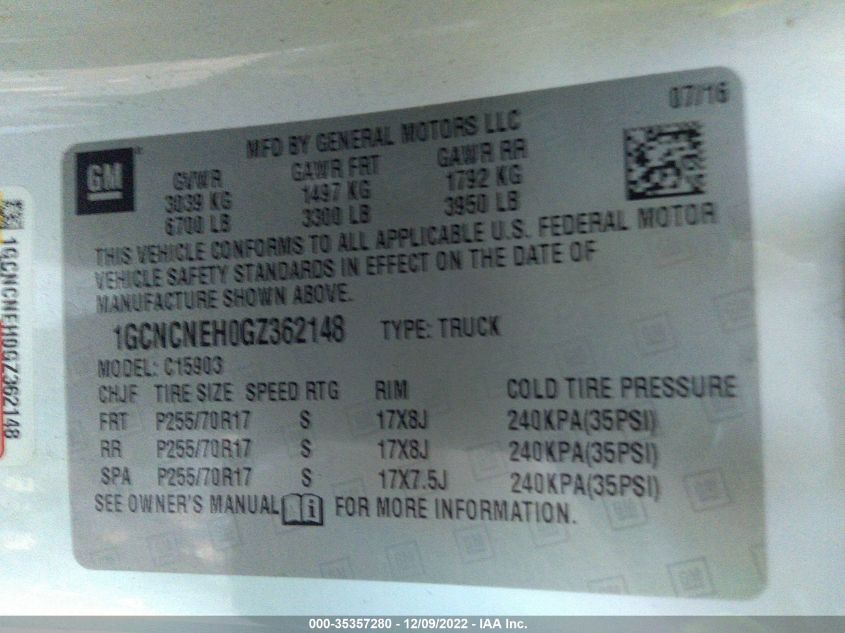 07/16
MFD BY GENERAL MOTORS LLC
GM
GVWR GAWR FRT GAWR RR
3039 KG 1497 KG 1792 KG
6700 LB 3300 LB 3950 LB
THIS VEHICLE CONFORMS TO ALL APPLICABLE U.S. FEDERAL MOTOR
VEHICLE SAFETY STANDARDS IN EFFECT ON THE DATE OF
MANUFACTURE SHOWN ABOVE.
1GCNCNEH0GZ362148 TYPE: TRUCK
MODEL: C15903
CHJF TIRE SIZE SPEED RTG RIM COLD TIRE PRESSURE
FRT P255/70R17 S 17X8J 240KPA(35PSI)
RR P255/70R17 S 17X8J 240KPA(35PSI)
SPA P255/70R17 S 17X7.5J 240KPA(35PSI)
SEE OWNER'S MANUAL FOR MORE INFORMATION.
1GCNCNEH0GZ362148
000-35357280 - 12/09/2022 - IAA Inc.